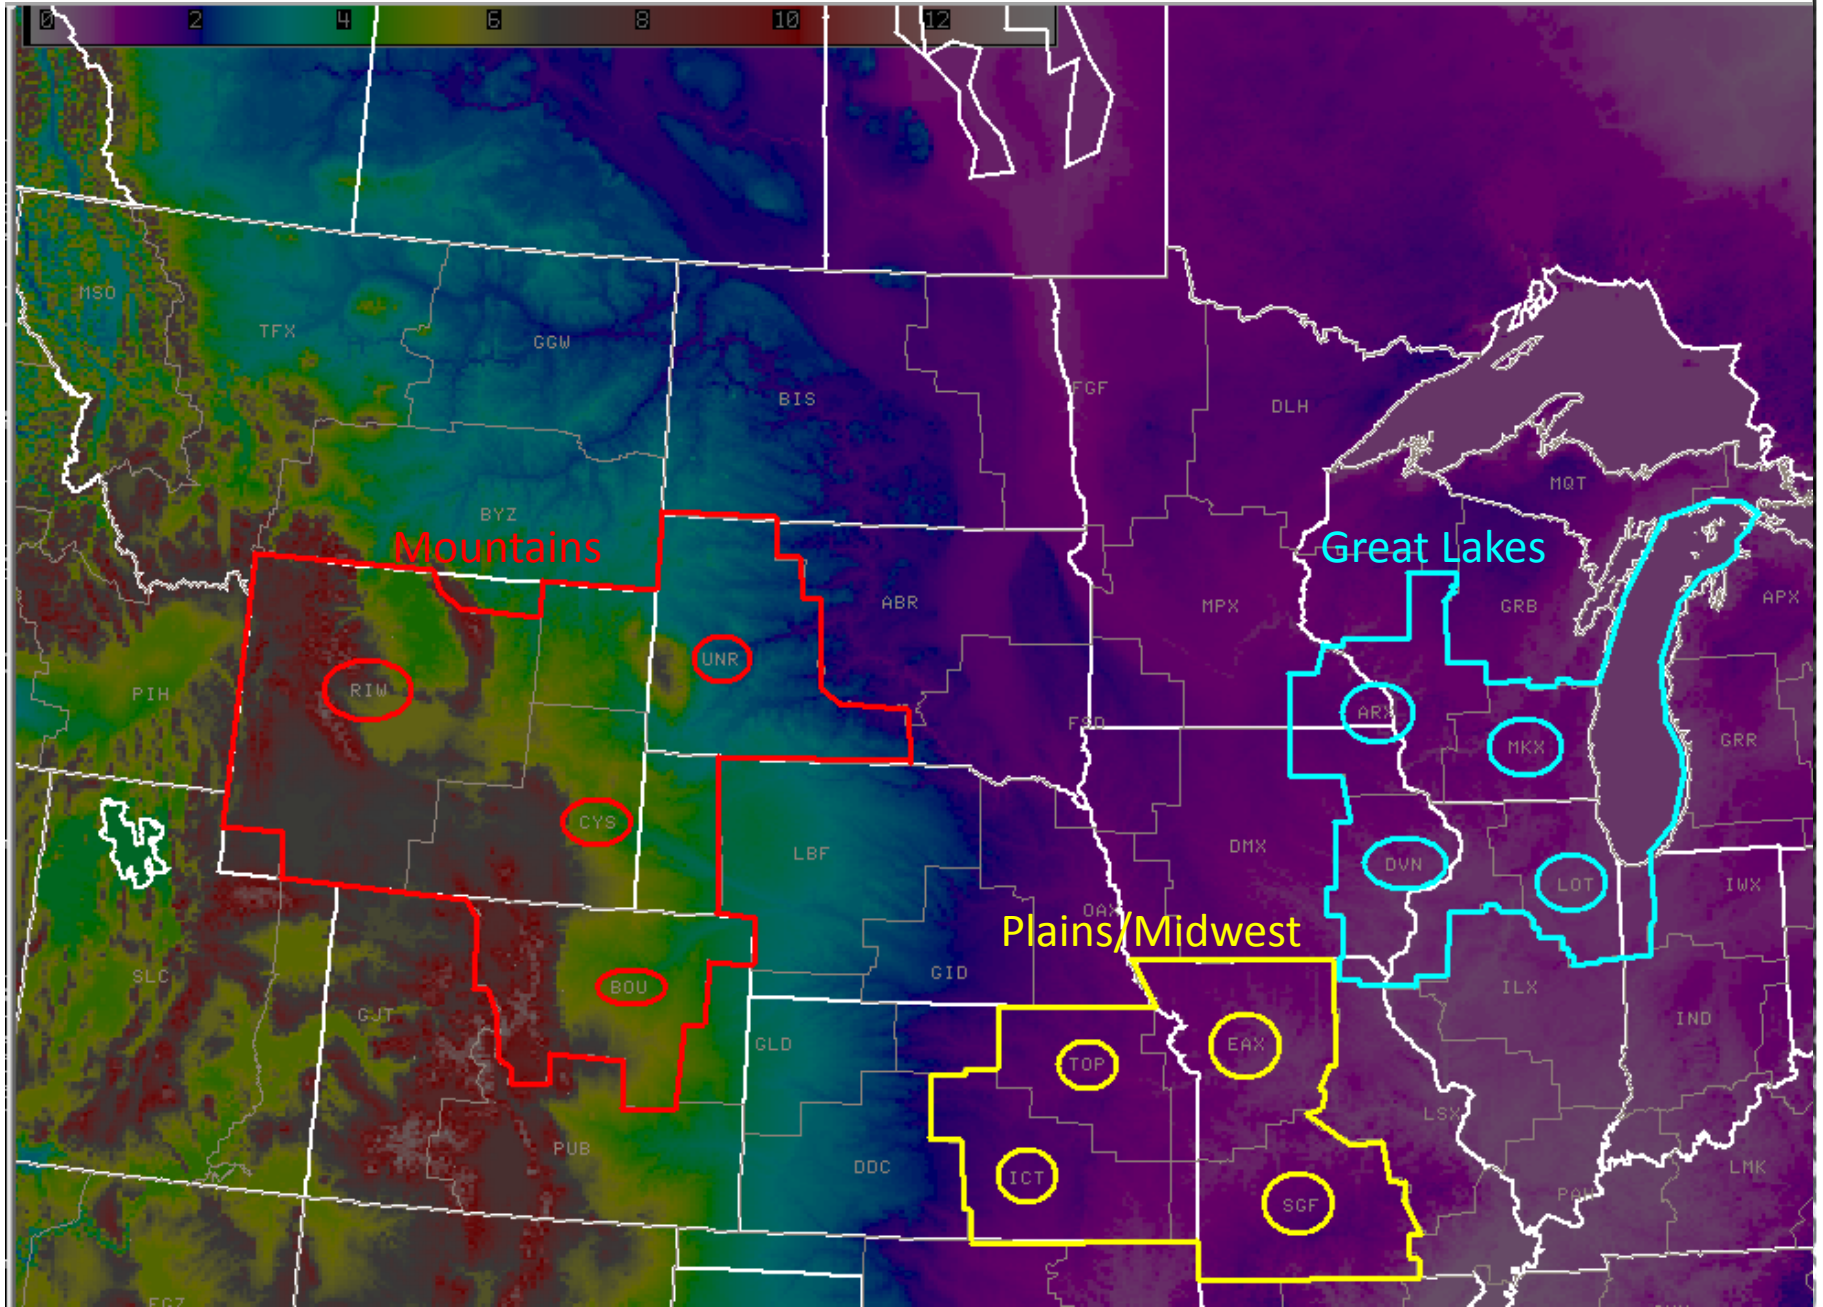 0 2 4 6 8 10 12
MSO
TFX
GGW
BIS
FGF
DLH
MQT
BYZ
Mountains
Great Lakes
ABR
MPX
GRB
APX
UNR
PIH
RIW
ARX
FSD
MKX
GRR
CYS
LBF
DMX
DVN
LOT
IWX
OAX
Plains/Midwest
SLC
GID
BOU
ILX
GJT
IND
GLD
TOP
EAX
LSX
PUB
DDC
ICT
LMK
SGF
PAH
FGZ